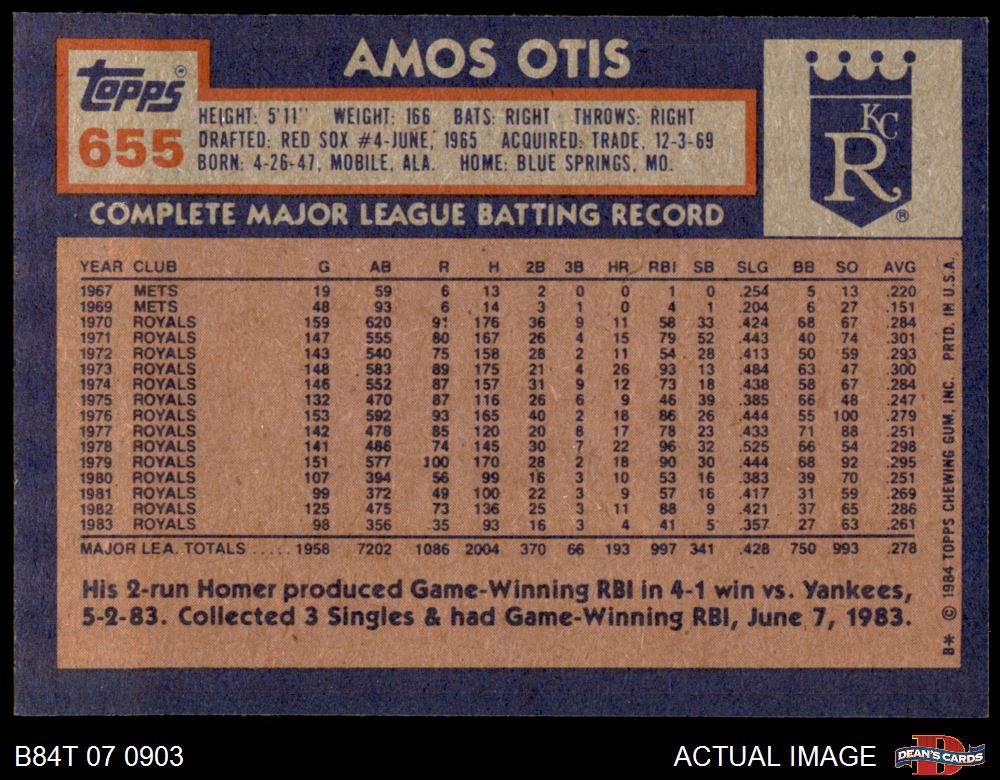 AMOS OTIS
Topps®
655
HEIGHT: 5'11" WEIGHT: 166 BATS: RIGHT THROWS: RIGHT
DRAFTED: RED SOX #4-JUNE, 1965 ACQUIRED: TRADE, 12-3-69
BORN: 4-26-47, MOBILE, ALA. HOME: BLUE SPRINGS, MO.
KC
R
®
COMPLETE MAJOR LEAGUE BATTING RECORD
YEAR CLUB G AB R H 2B 3B HR RBI SB SLG BB SO AVG
1967 METS 19 59 6 13 2 0 0 1 0 .254 5 13 .220
1969 METS 48 93 6 14 3 1 0 4 1 .204 6 27 .151
1970 ROYALS 159 620 91 176 36 9 11 58 33 .424 68 67 .284
1971 ROYALS 147 555 80 167 26 4 15 79 52 .443 40 74 .301
1972 ROYALS 143 540 75 158 28 2 11 54 28 .413 50 59 .293
1973 ROYALS 148 583 89 175 21 4 26 93 13 .484 63 47 .300
1974 ROYALS 146 552 87 157 31 9 12 73 18 .438 58 67 .284
1975 ROYALS 132 470 87 116 26 6 9 46 39 .385 66 48 .247
1976 ROYALS 153 592 93 165 40 2 18 86 26 .444 55 100 .279
1977 ROYALS 142 478 85 120 20 8 17 78 23 .433 71 88 .251
1978 ROYALS 141 486 74 145 30 7 22 96 32 .525 66 54 .298
1979 ROYALS 151 577 100 170 28 2 18 90 30 .444 68 92 .295
1980 ROYALS 107 394 56 99 16 3 10 53 16 .383 39 70 .251
1981 ROYALS 99 372 49 100 22 3 9 57 16 .417 31 59 .269
1982 ROYALS 125 475 73 136 25 3 11 88 9 .421 37 65 .286
1983 ROYALS 98 356 35 93 16 3 4 41 5 .357 27 63 .261
MAJOR LEA. TOTALS ..... 1958 7202 1086 2004 370 66 193 997 341 .428 750 993 .278
His 2-run Homer produced Game-Winning RBI in 4-1 win vs. Yankees,
5-2-83. Collected 3 Singles & had Game-Winning RBI, June 7, 1983.
B* © 1984 TOPPS CHEWING GUM, INC. PRTD. IN U.S.A.
B84T 07 0903
ACTUAL IMAGE
D
DEAN'S CARDS